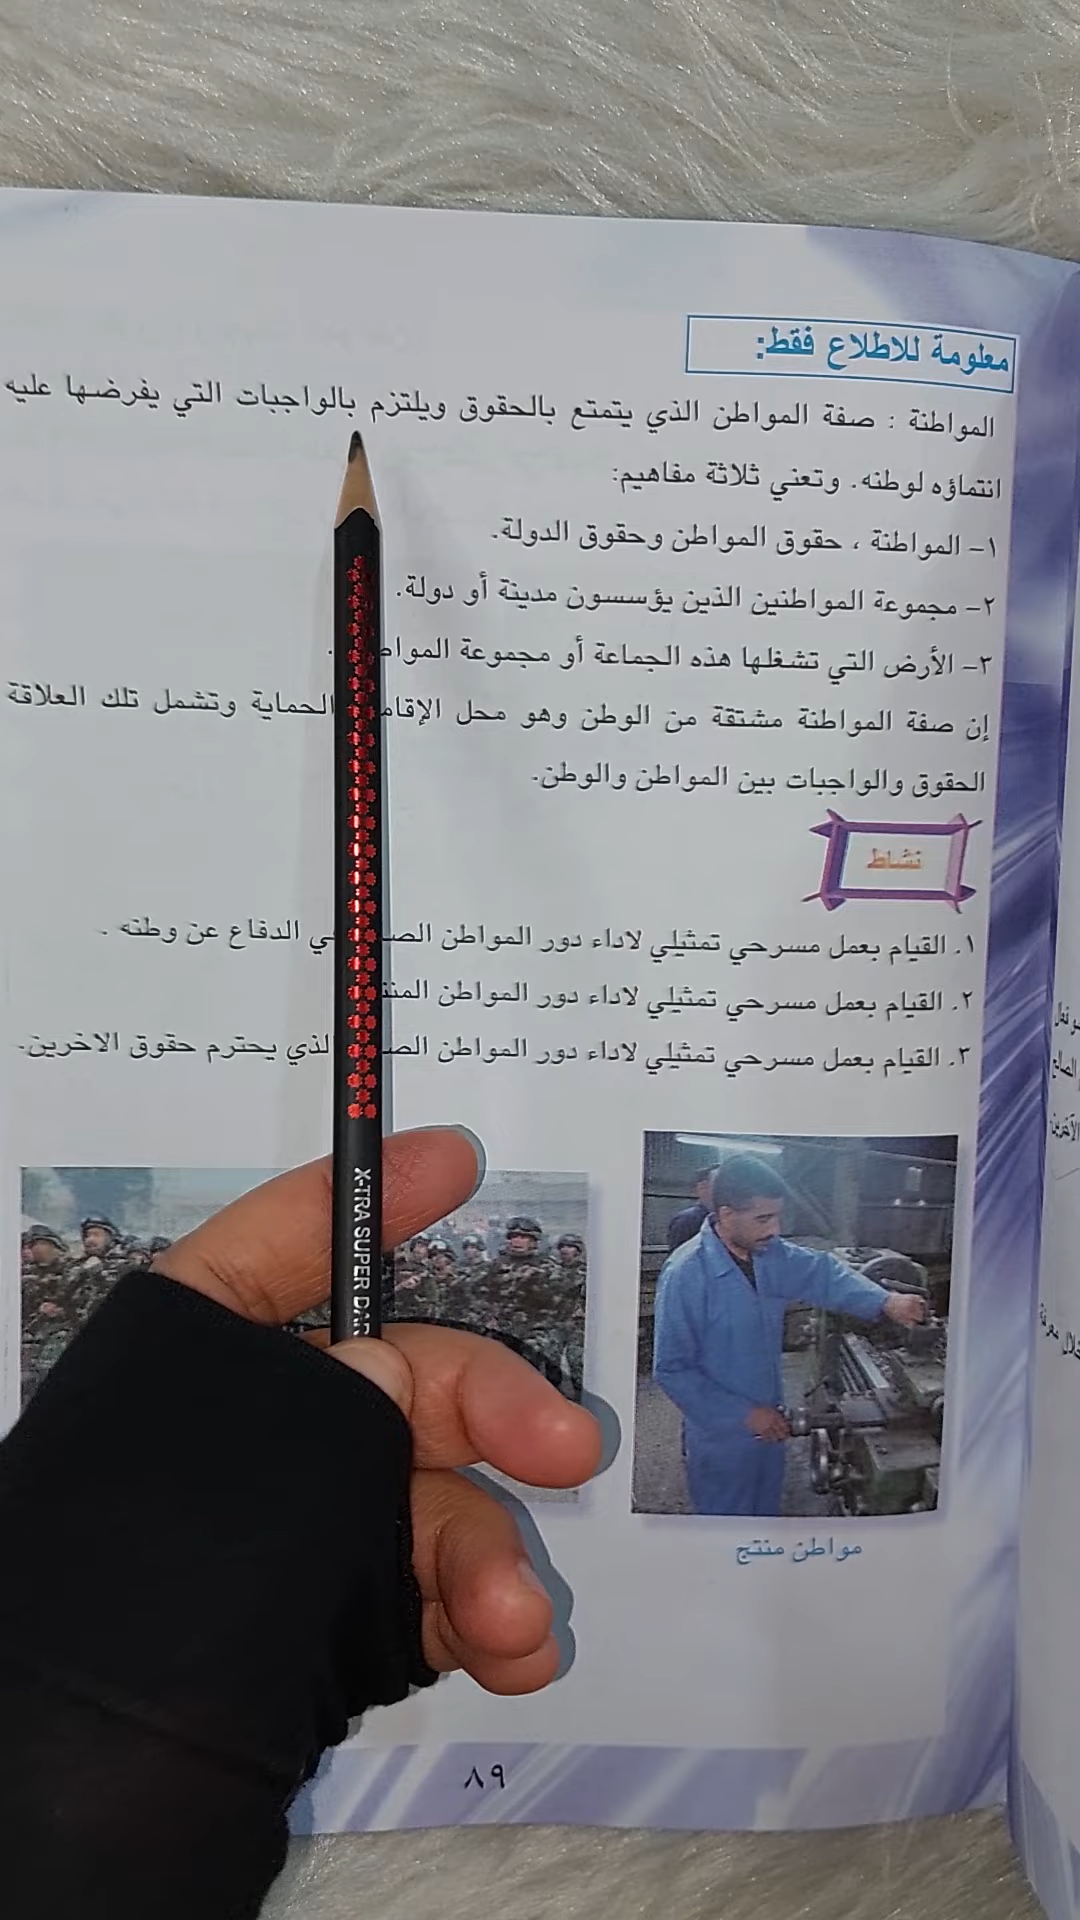 معلومة للاطلاع فقط:
المواطنة : صفة المواطن الذي يتمتع بالحقوق ويلتزم بالواجبات التي يفرضها عليه
انتماؤه لوطنه. وتعني ثلاثة مفاهيم:
١- المواطنة ، حقوق المواطن وحقوق الدولة.
٢- مجموعة المواطنين الذين يؤسسون مدينة أو دولة.
٣- الأرض التي تشغلها هذه الجماعة أو مجموعة
إن صفة المواطنة مشتقة من الوطن وهو محل الحماية وتشمل تلك العلاقة
الحقوق والواجبات بين المواطن والوطن.
نشاط
١. القيام بعمل مسرحي تمثيلي لاداء دور المواطن الدفاع عن وطنه .
٢. القيام بعمل مسرحي تمثيلي لاداء دور المواطن
٣. القيام بعمل مسرحي تمثيلي لاداء دور المواطن الذي يحترم حقوق الاخرين.
X-TRA SUPER
مواطن منتج
٨٩